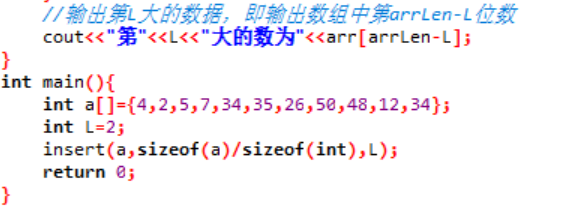 //输出第L大的数据，即输出数组中第arrLen-L位数
cout<<"第"<<L<<"大的数为"<<arr[arrLen-L];
}
int main(){
int a[]={4,2,5,7,34,35,26,50,48,12,34};
int L=2;
insert(a,sizeof(a)/sizeof(int),L);
return 0;
}